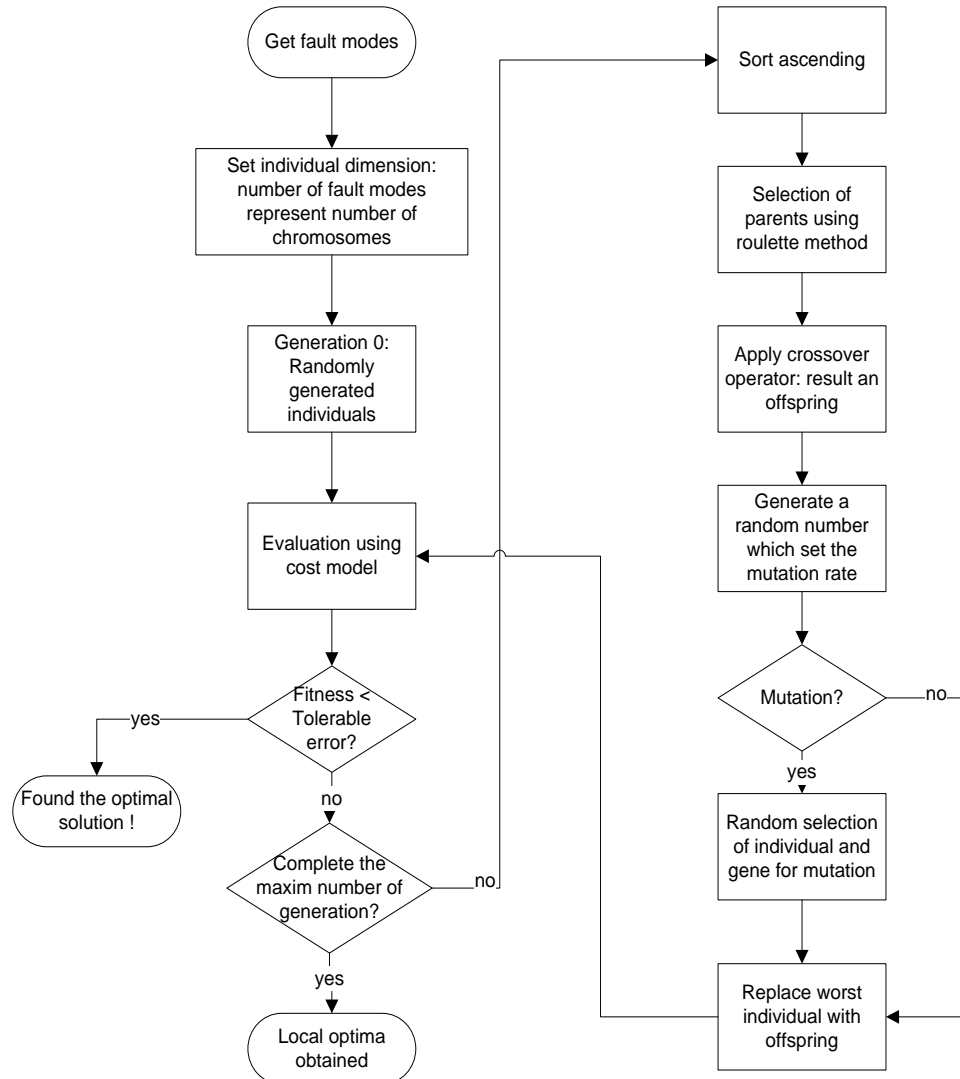 Get fault modes
Set individual dimension:
number of fault modes
represent number of
chromosomes
Generation 0:
Randomly
generated
individuals
Evaluation using
cost model
Fitness <
Tolerable
error?
yes
Found the optimal
solution !
no
Complete the
maxim number of
generation?
no
yes
Local optima
obtained
Sort ascending
Selection of
parents using
roulette method
Apply crossover
operator: result an
offspring
Generate a
random number
which set the
mutation rate
Mutation?
no
yes
Random selection
of individual and
gene for mutation
Replace worst
individual with
offspring